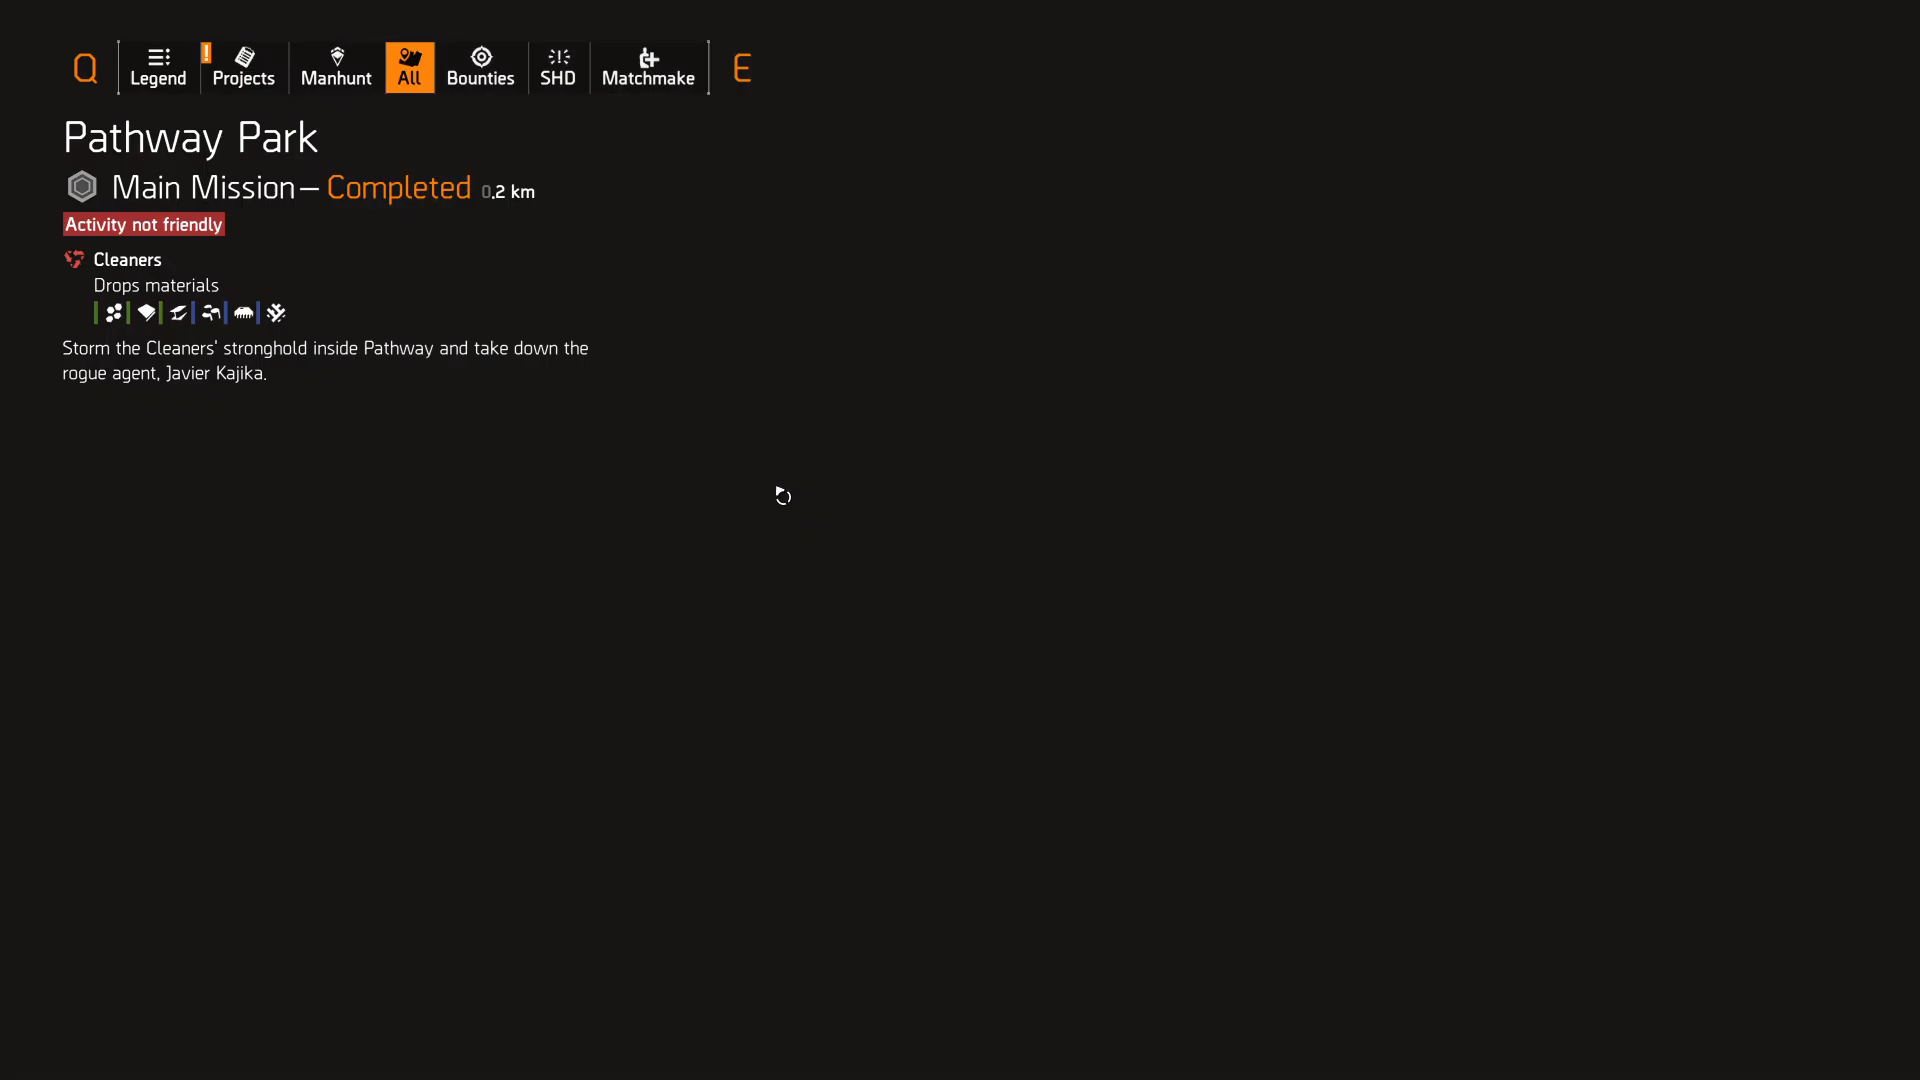 Q Legend ! Projects Manhunt All Bounties SHD Matchmake E
Pathway Park
Main Mission — Completed 0.2 km
Activity not friendly
Cleaners
Drops materials
Storm the Cleaners' stronghold inside Pathway and take down the
rogue agent, Javier Kajika.